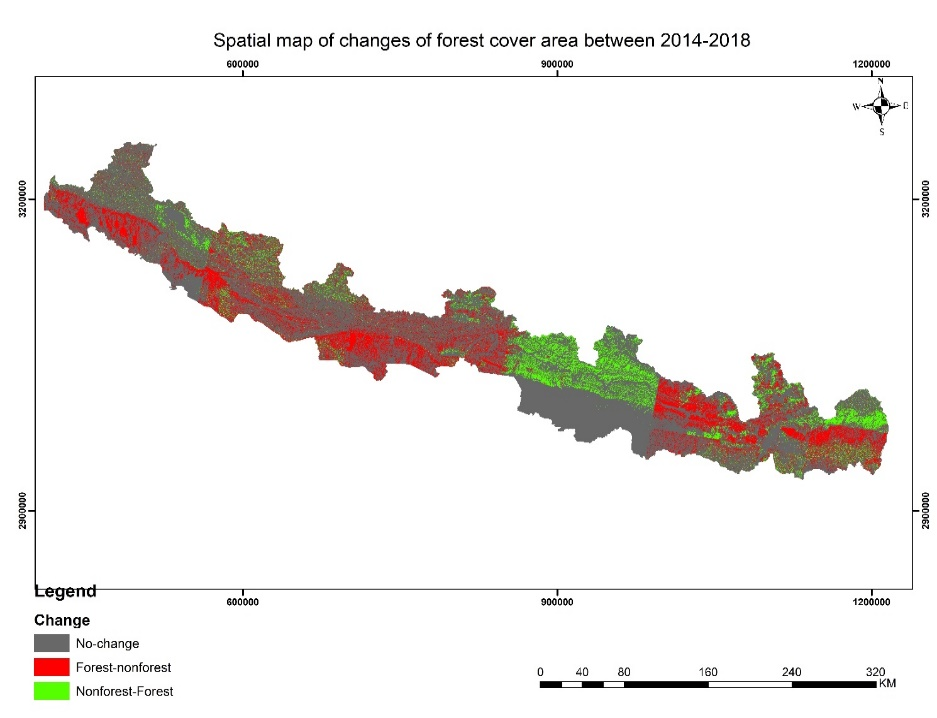 Spatial map of changes of forest cover area between 2014-2018
600000 900000 1200000
N
W E
S
3200000 3200000
2900000 2900000
600000 900000 1200000
Legend
Change
No-change
Forest-nonforest
Nonforest-Forest
0 40 80 160 240 320
KM